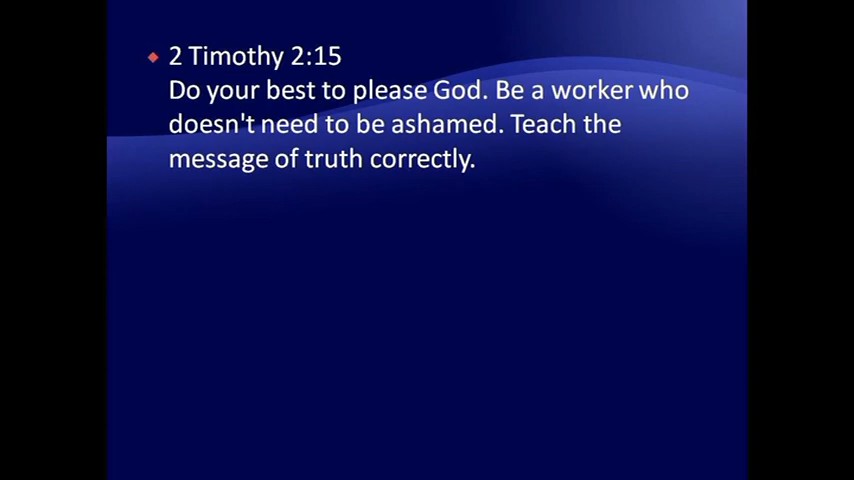 2 Timothy 2:15
Do your best to please God. Be a worker who
doesn't need to be ashamed. Teach the
message of truth correctly.